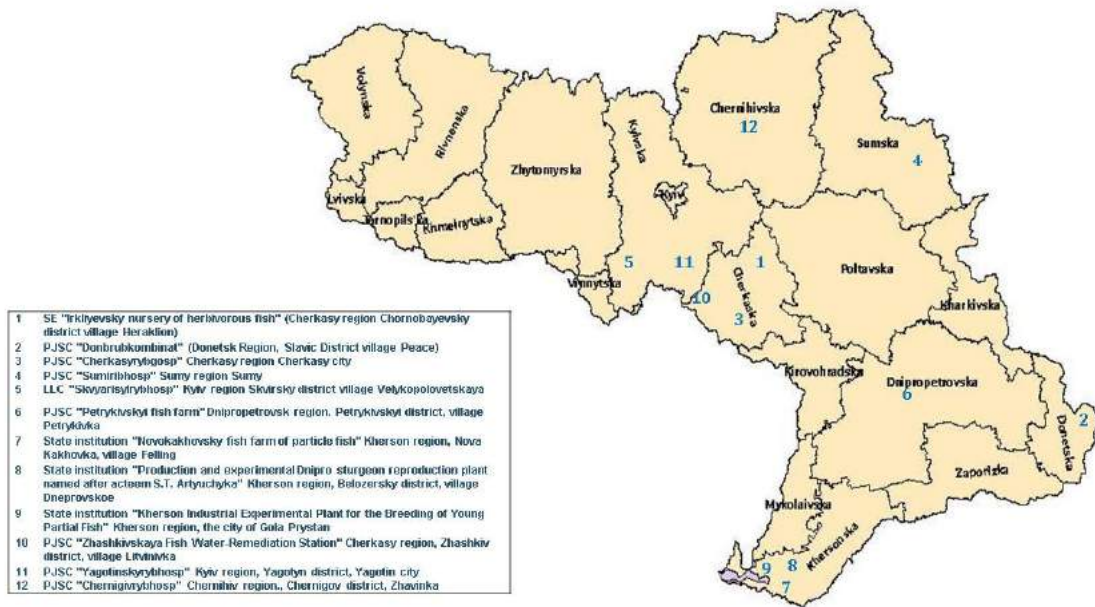 Volynska
Rivnenska
Zhytomyrska
Kyivska
Kyiv
Chernihivska
12
Sumska
4
Lvivska
Ternopils'ka
Khmelnytska
Vinnytska
5
11
10
1
Cherkaska
3
Poltavska
Kharkivska
Kirovohradska
Dnipropetrovska
6
2
Donetska
Zaporizka
Mykolaivska
Khersonska
9
8
7
1 SE "Irkliyevsky nursery of herbivorous fish" (Cherkasy region Chornobayevsky
district village Heraklion)
2 PJSC "Donbrubkombinat" (Donetsk Region, Slavic District village Peace)
3 PJSC "Cherkasyrybgosp" Cherkasy region Cherkasy city
4 PJSC "Sumiribhosp" Sumy region Sumy
5 LLC "Skvyarisyirybhosp" Kyiv region Skvirsky district village Velykopolovetskaya
6 PJSC "Petrykivskyi fish farm" Dnipropetrovsk region. Petrykivskyi district, village
Petrykivka
7 State institution "Novokakhovsky fish farm of particle fish" Kherson region, Nova
Kakhovka, village Felling
8 State institution "Production and experimental Dnipro sturgeon reproduction plant
named after acteem S.T. Artyuchyka" Kherson region, Belozersky district, village
Dneprovskoe
9 State institution "Kherson Industrial Experimental Plant for the Breeding of Young
Partial Fish" Kherson region, the city of Gola Prystan
10 PJSC "Zhashkivskaya Fish Water-Remediation Station" Cherkasy region, Zhashkiv
district, village Litvinivka
11 PJSC "Yagotinskyrybhosp" Kyiv region, Yagotyn district, Yagotin city
12 PJSC "Chernigivrybhosp" Chernihiv region., Chernigov district, Zhavinka